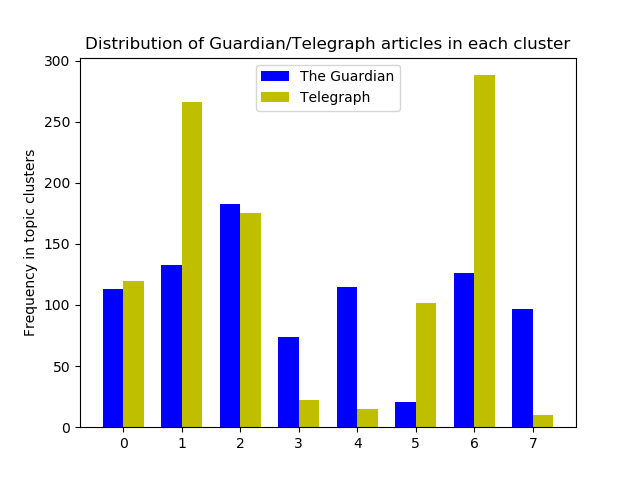 Distribution of Guardian/Telegraph articles in each cluster
The Guardian
Telegraph
Frequency in topic clusters
300
250
200
150
100
50
0
0 1 2 3 4 5 6 7